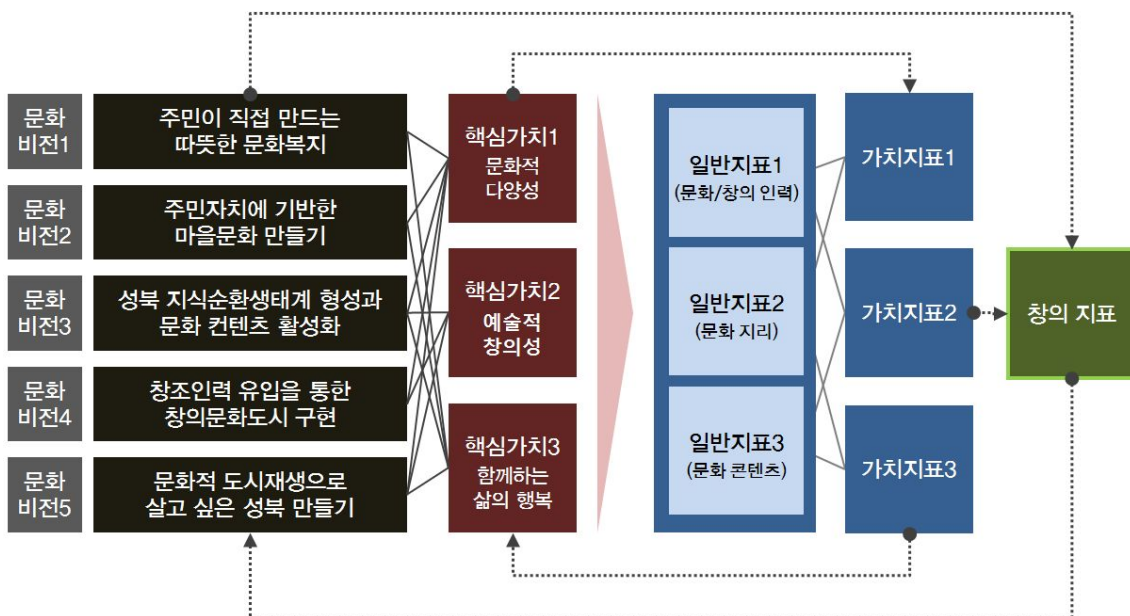 문화
비전1
주민이 직접 만드는
따뜻한 문화복지
문화
비전2
주민자치에 기반한
마을문화 만들기
문화
비전3
성북 지식순환생태계 형성과
문화 컨텐츠 활성화
문화
비전4
창조인력 유입을 통한
창의문화도시 구현
문화
비전5
문화적 도시재생으로
살고 싶은 성북 만들기
핵심가치1
문화적
다양성
핵심가치2
예술적
창의성
핵심가치3
함께하는
삶의 행복
일반지표1
(문화/창의 인력)
일반지표2
(문화 지리)
일반지표3
(문화 콘텐츠)
가치지표1
가치지표2
가치지표3
창의 지표